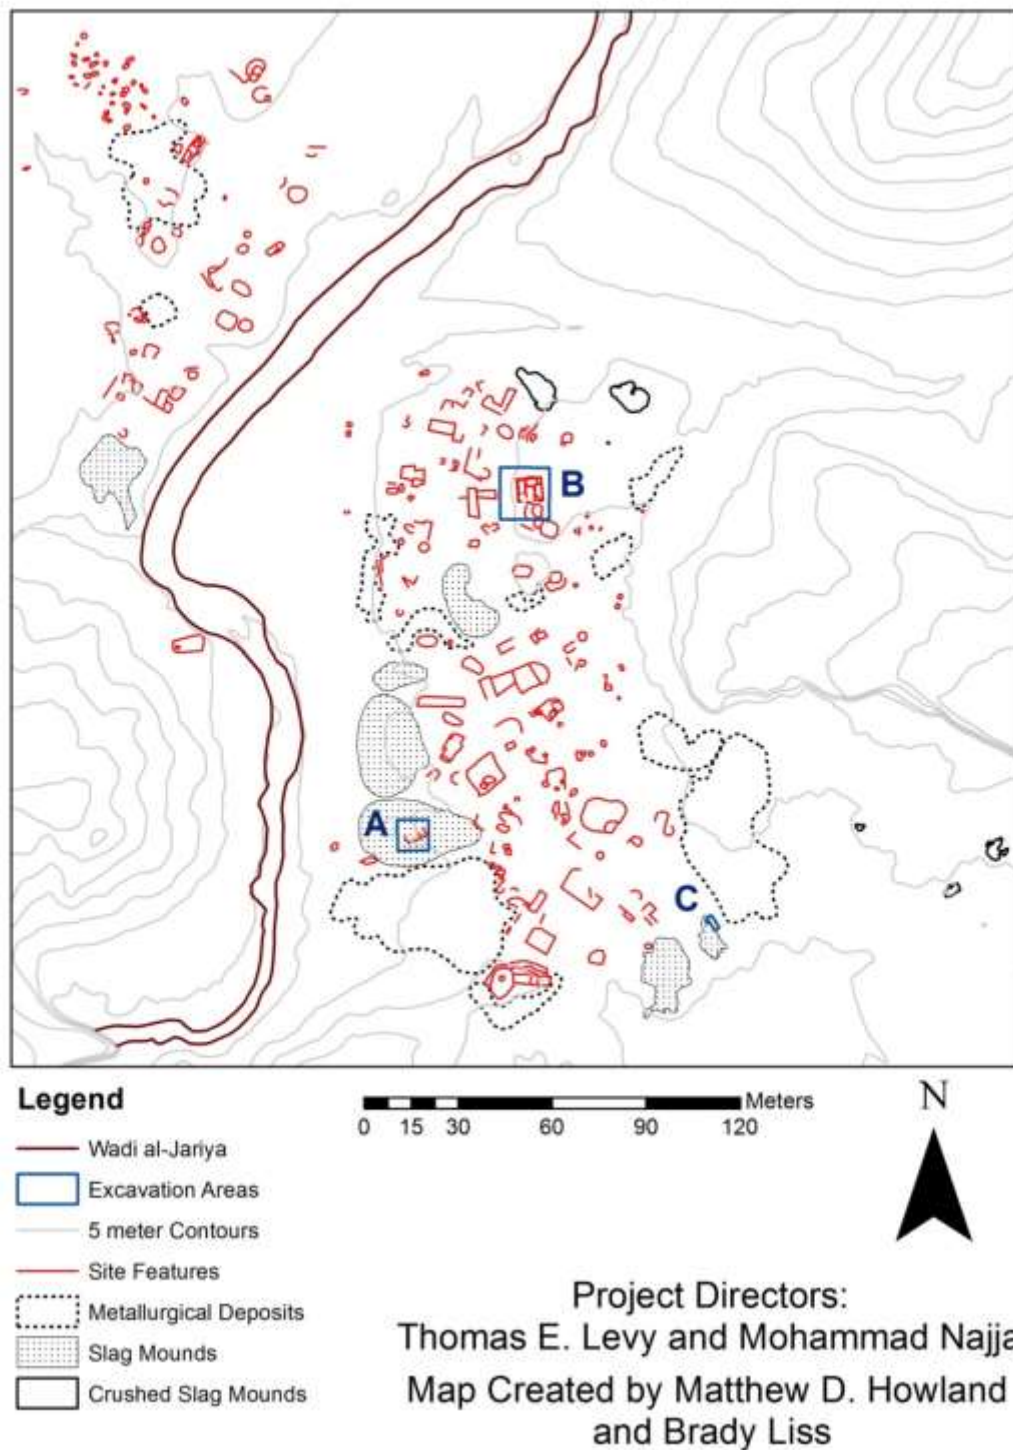 B
A
C
Legend
Wadi al-Jariya
Excavation Areas
5 meter Contours
Site Features
Metallurgical Deposits
Slag Mounds
Crushed Slag Mounds
Meters
0 15 30 60 90 120
N
Project Directors:
Thomas E. Levy and Mohammad Najja
Map Created by Matthew D. Howland
and Brady Liss